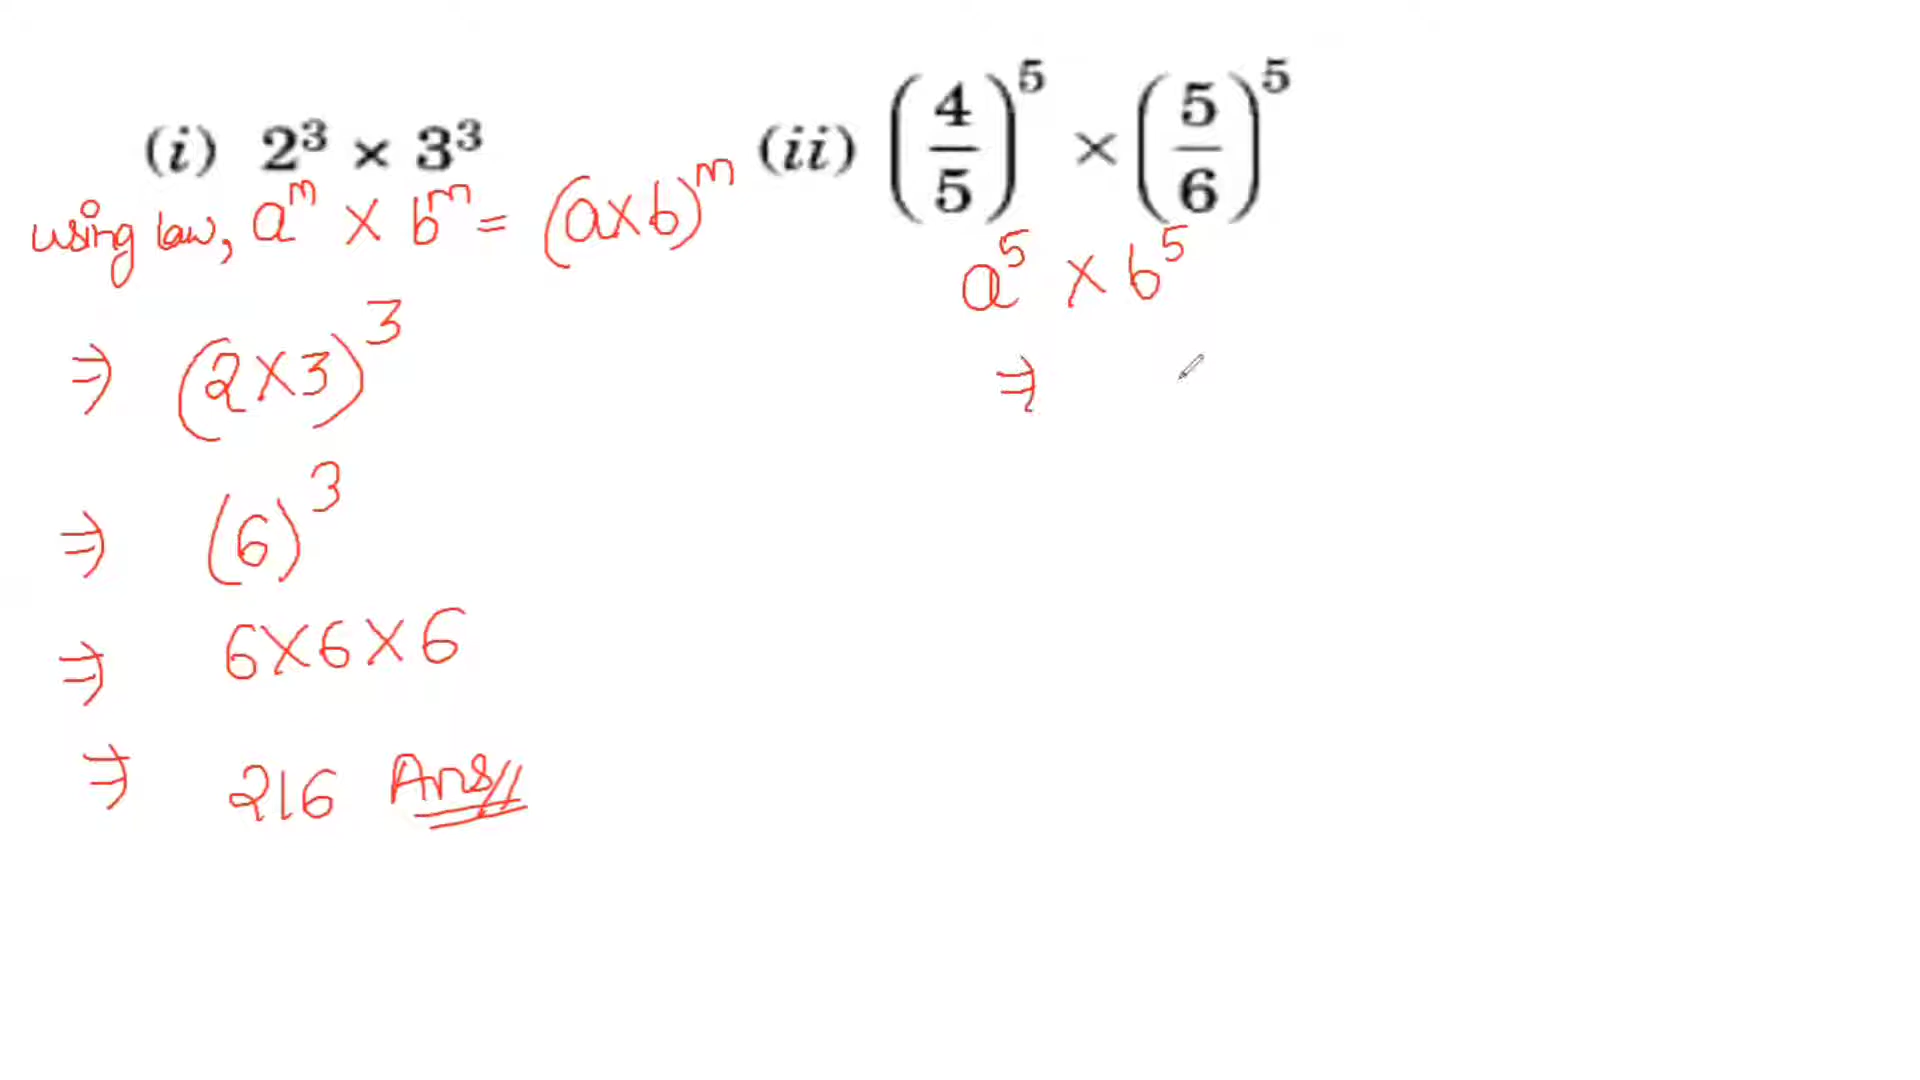 (i) 2³ × 3³
using law, aᵐ × bᵐ = (a×b)ᵐ
⇒ (2×3)³
⇒ (6)³
⇒ 6×6×6
⇒ 216 Ans//
(ii) (4/5)⁵ × (5/6)⁵
a⁵ × b⁵
⇒